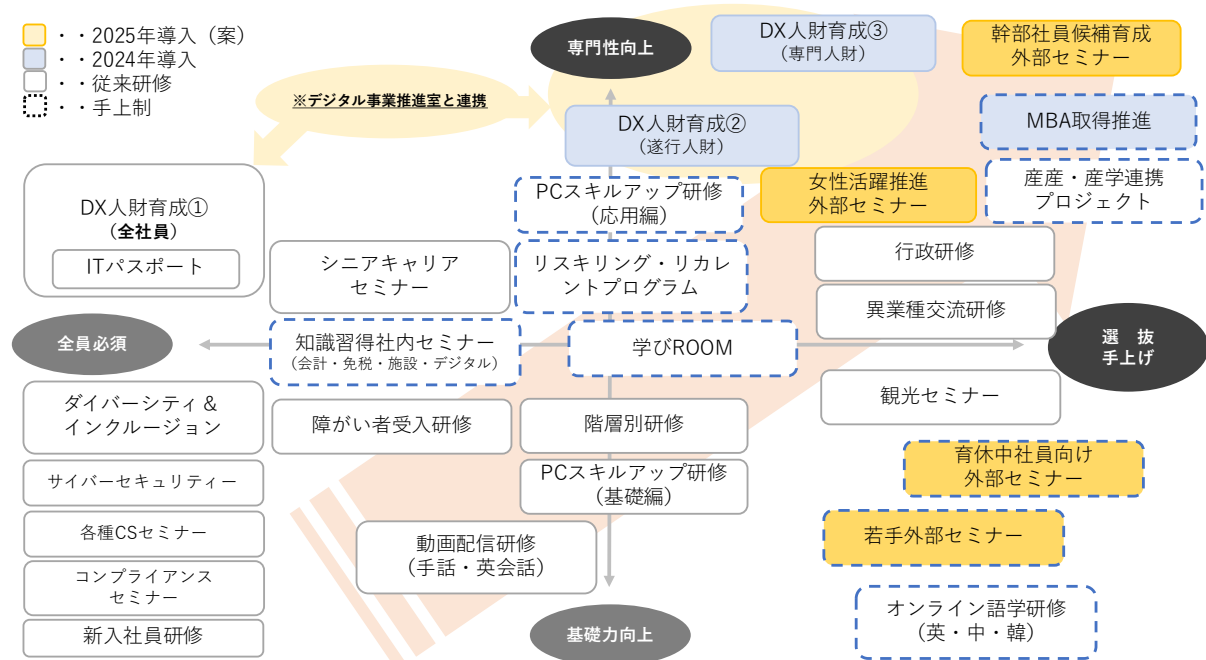 ・・2025年導入（案）
・・2024年導入
・・従来研修
・・手上制
※デジタル事業推進室と連携
専門性向上
DX人財育成③
（専門人財）
幹部社員候補育成
外部セミナー
DX人財育成②
（遂行人財）
MBA取得推進
DX人財育成①
（全社員）
ITパスポート
PCスキルアップ研修
（応用編）
女性活躍推進
外部セミナー
産産・産学連携
プロジェクト
シニアキャリア
セミナー
リスキリング・リカレ
ントプログラム
行政研修
異業種交流研修
全員必須
知識習得社内セミナー
（会計・免税・施設・デジタル）
学びROOM
選　抜
手上げ
ダイバーシティ＆
インクルージョン
障がい者受入研修
階層別研修
観光セミナー
サイバーセキュリティー
PCスキルアップ研修
（基礎編）
育休中社員向け
外部セミナー
各種CSセミナー
動画配信研修
（手話・英会話）
若手外部セミナー
コンプライアンス
セミナー
新入社員研修
基礎力向上
オンライン語学研修
（英・中・韓）